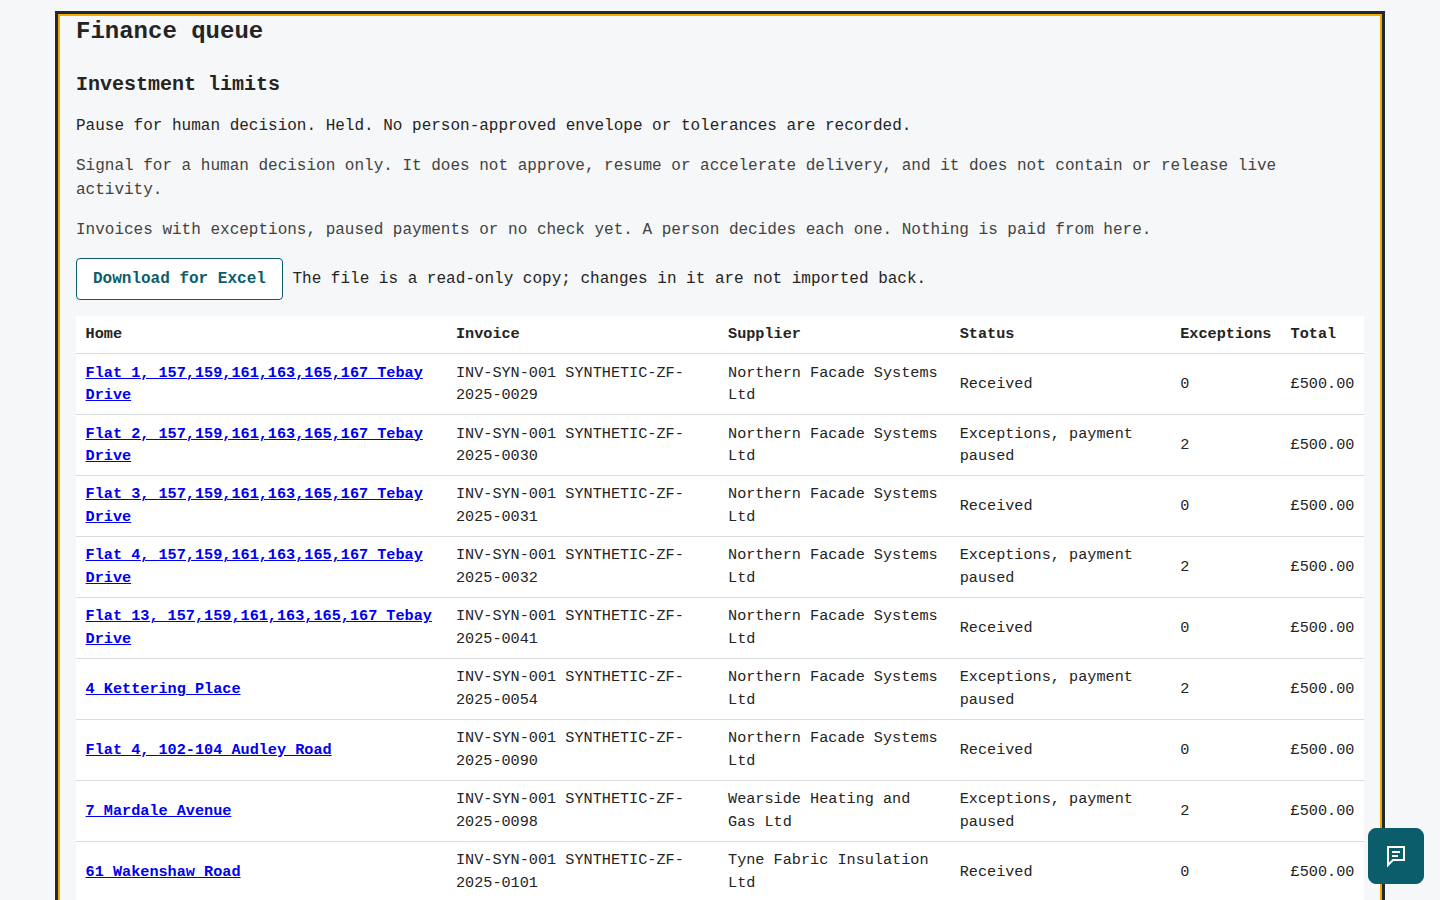 Finance queue
Investment limits
Pause for human decision. Held. No person-approved envelope or tolerances are recorded.
Signal for a human decision only. It does not approve, resume or accelerate delivery, and it does not contain or release live
activity.
Invoices with exceptions, paused payments or no check yet. A person decides each one. Nothing is paid from here.
Download for Excel The file is a read-only copy; changes in it are not imported back.
Home Invoice Supplier Status Exceptions Total
Flat 1, 157,159,161,163,165,167 Tebay INV-SYN-001 SYNTHETIC-ZF- Northern Facade Systems
Drive 2025-0029 Ltd Received 0 £500.00
Flat 2, 157,159,161,163,165,167 Tebay INV-SYN-001 SYNTHETIC-ZF- Northern Facade Systems Exceptions, payment
Drive 2025-0030 Ltd paused 2 £500.00
Flat 3, 157,159,161,163,165,167 Tebay INV-SYN-001 SYNTHETIC-ZF- Northern Facade Systems
Drive 2025-0031 Ltd Received 0 £500.00
Flat 4, 157,159,161,163,165,167 Tebay INV-SYN-001 SYNTHETIC-ZF- Northern Facade Systems Exceptions, payment
Drive 2025-0032 Ltd paused 2 £500.00
Flat 13, 157,159,161,163,165,167 Tebay INV-SYN-001 SYNTHETIC-ZF- Northern Facade Systems
Drive 2025-0041 Ltd Received 0 £500.00
4 Kettering Place INV-SYN-001 SYNTHETIC-ZF- Northern Facade Systems Exceptions, payment
2025-0054 Ltd paused 2 £500.00
Flat 4, 102-104 Audley Road INV-SYN-001 SYNTHETIC-ZF- Northern Facade Systems
2025-0090 Ltd Received 0 £500.00
7 Mardale Avenue INV-SYN-001 SYNTHETIC-ZF- Wearside Heating and Exceptions, payment
2025-0098 Gas Ltd paused 2 £500.00
61 Wakenshaw Road INV-SYN-001 SYNTHETIC-ZF- Tyne Fabric Insulation
2025-0101 Ltd Received 0 £500.00